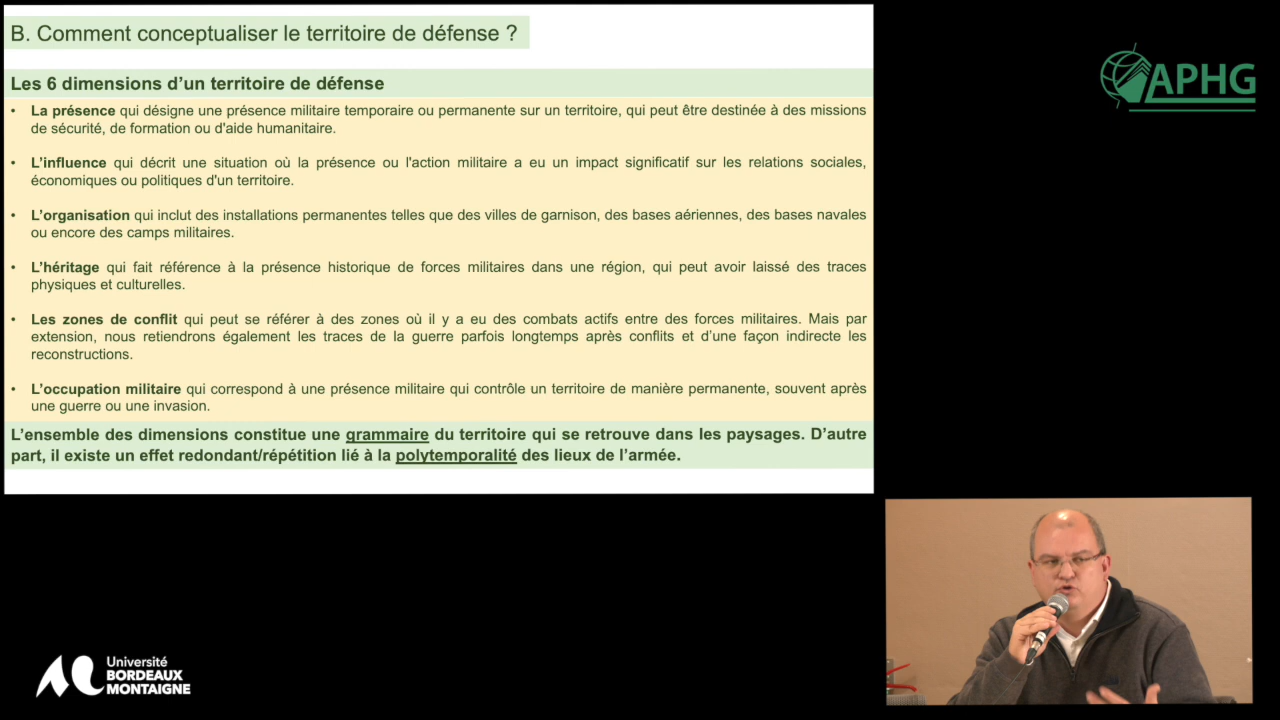 B. Comment conceptualiser le territoire de défense ?
Les 6 dimensions d’un territoire de défense
• La présence qui désigne une présence militaire temporaire ou permanente sur un territoire, qui peut être destinée à des missions
de sécurité, de formation ou d'aide humanitaire.
• L’influence qui décrit une situation où la présence ou l'action militaire a eu un impact significatif sur les relations sociales,
économiques ou politiques d'un territoire.
• L’organisation qui inclut des installations permanentes telles que des villes de garnison, des bases aériennes, des bases navales
ou encore des camps militaires.
• L’héritage qui fait référence à la présence historique de forces militaires dans une région, qui peut avoir laissé des traces
physiques et culturelles.
• Les zones de conflit qui peut se référer à des zones où il y a eu des combats actifs entre des forces militaires. Mais par
extension, nous retiendrons également les traces de la guerre parfois longtemps après conflits et d’une façon indirecte les
reconstructions.
• L’occupation militaire qui correspond à une présence militaire qui contrôle un territoire de manière permanente, souvent après
une guerre ou une invasion.
L’ensemble des dimensions constitue une grammaire du territoire qui se retrouve dans les paysages. D’autre
part, il existe un effet redondant/répétition lié à la polytemporalité des lieux de l’armée.
APHG
Université
BORDEAUX
MONTAIGNE